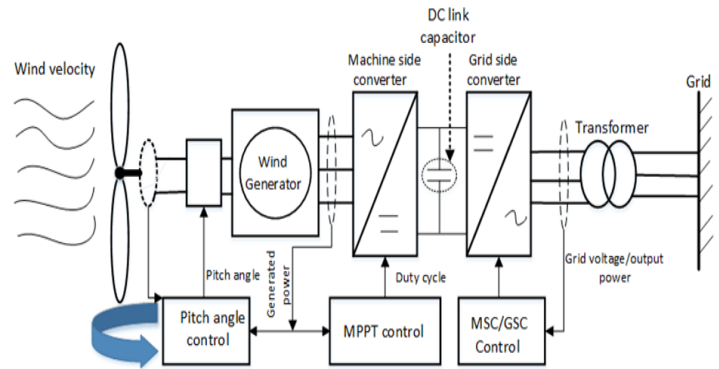 DC link
capacitor
Wind velocity
Machine side
converter
Grid side
converter
Grid
Transformer
Wind
Generator
Pitch angle
Generated
power
Duty cycle
Grid voltage/output
power
Pitch angle
control
MPPT control
MSC/GSC
Control